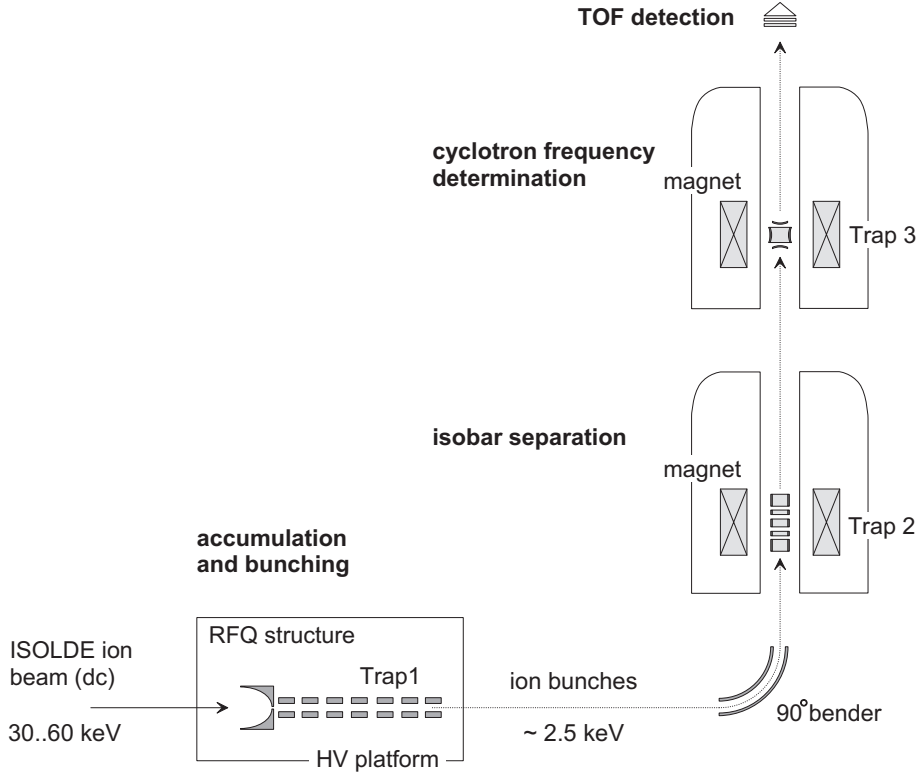 TOF detection
cyclotron frequency
determination
magnet
Trap 3
isobar separation
magnet
Trap 2
accumulation
and bunching
RFQ structure
Trap1
HV platform
ISOLDE ion
beam (dc)
30..60 keV
ion bunches
~ 2.5 keV
90° bender